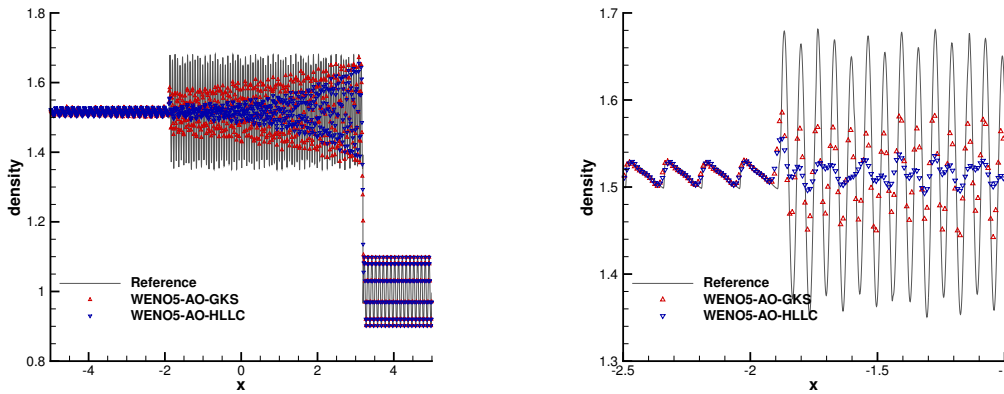 density
1.8
1.6
1.4
1.2
1
0.8
-4
-2
0
2
4
x
Reference
WENO5-AO-GKS
WENO5-AO-HLLC
density
1.7
1.6
1.5
1.4
1.3
-2.5
-2
-1.5
-
x
Reference
WENO5-AO-GKS
WENO5-AO-HLLC